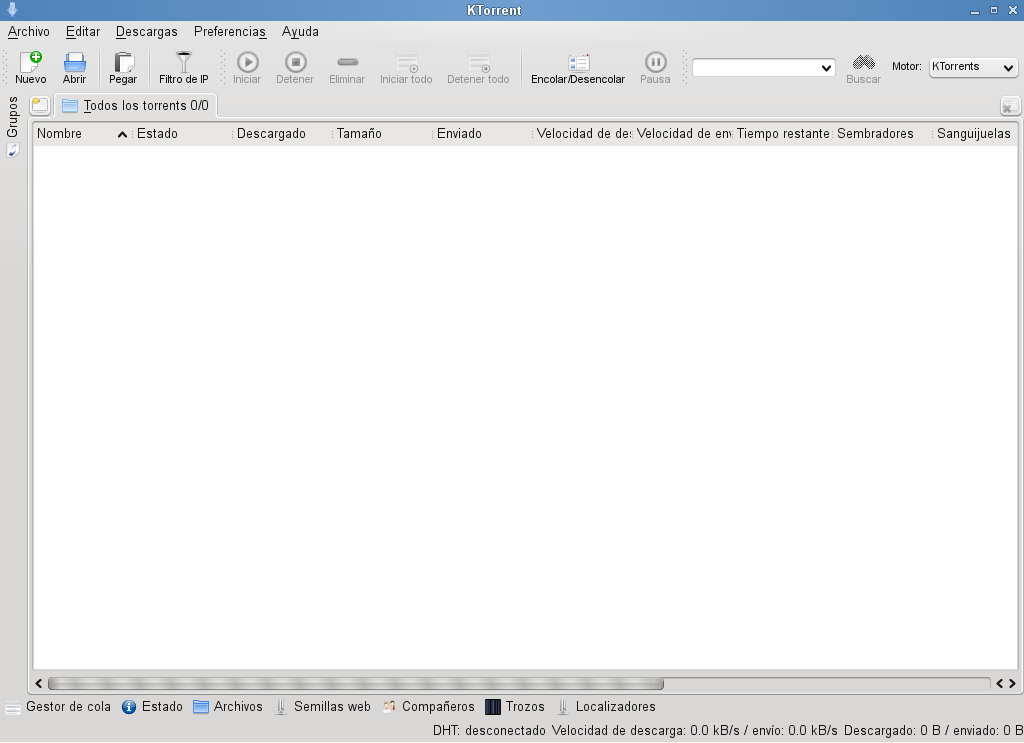 KTorrent
Archivo Editar Descargas Preferencias Ayuda
Nuevo Abrir Pegar Filtro de IP Iniciar Detener Eliminar Iniciar todo Detener todo Encolar/Desencolar Pausa Buscar Motor: KTorrents
Grupos
Todos los torrents 0/0
Nombre Estado Descargado Tamaño Enviado Velocidad de des Velocidad de env Tiempo restante Sembradores Sanguijuelas
Gestor de cola Estado Archivos Semillas web Compañeros Trozos Localizadores
DHT: desconectado Velocidad de descarga: 0.0 kB/s / envío: 0.0 kB/s Descargado: 0 B / enviado: 0 B